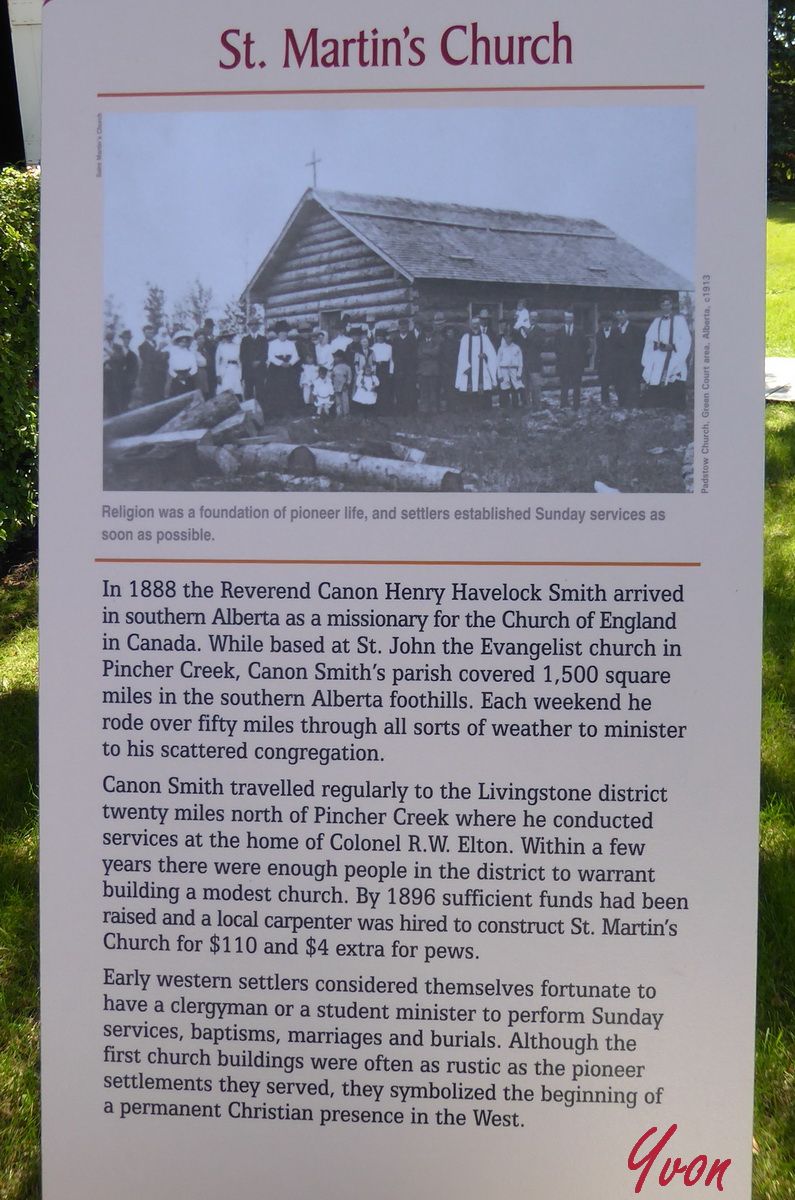 St. Martin's Church
Saint Martin's Church
Padstow Church, Green Court area, Alberta, c1913
Religion was a foundation of pioneer life, and settlers established Sunday services as
soon as possible.
In 1888 the Reverend Canon Henry Havelock Smith arrived
in southern Alberta as a missionary for the Church of England
in Canada. While based at St. John the Evangelist church in
Pincher Creek, Canon Smith's parish covered 1,500 square
miles in the southern Alberta foothills. Each weekend he
rode over fifty miles through all sorts of weather to minister
to his scattered congregation.
Canon Smith travelled regularly to the Livingstone district
twenty miles north of Pincher Creek where he conducted
services at the home of Colonel R.W. Elton. Within a few
years there were enough people in the district to warrant
building a modest church. By 1896 sufficient funds had been
raised and a local carpenter was hired to construct St. Martin's
Church for $110 and $4 extra for pews.
Early western settlers considered themselves fortunate to
have a clergyman or a student minister to perform Sunday
services, baptisms, marriages and burials. Although the
first church buildings were often as rustic as the pioneer
settlements they served, they symbolized the beginning of
a permanent Christian presence in the West.
Yvon